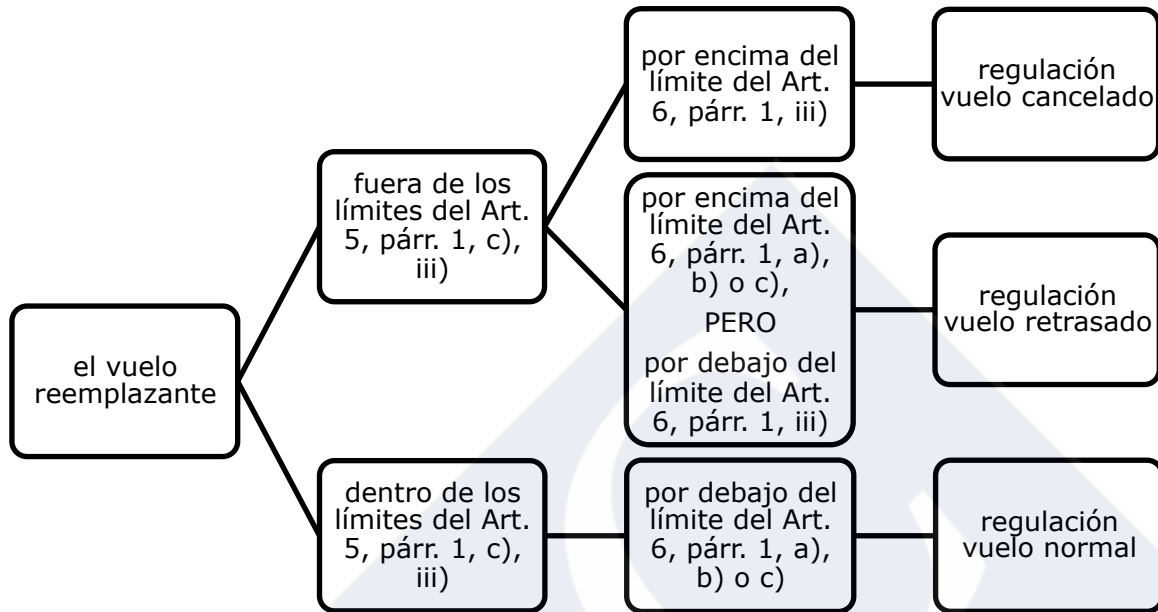 el vuelo
reemplazante
fuera de los
límites del Art.
5, párr. 1, c),
iii)
por encima del
límite del Art.
6, párr. 1, iii)
regulación
vuelo cancelado
por encima del
límite del Art.
6, párr. 1, a),
b) o c),
PERO
por debajo del
límite del Art.
6, párr. 1, iii)
regulación
vuelo retrasado
dentro de los
límites del Art.
5, párr. 1, c),
iii)
por debajo del
límite del Art.
6, párr. 1, a),
b) o c)
regulación
vuelo normal